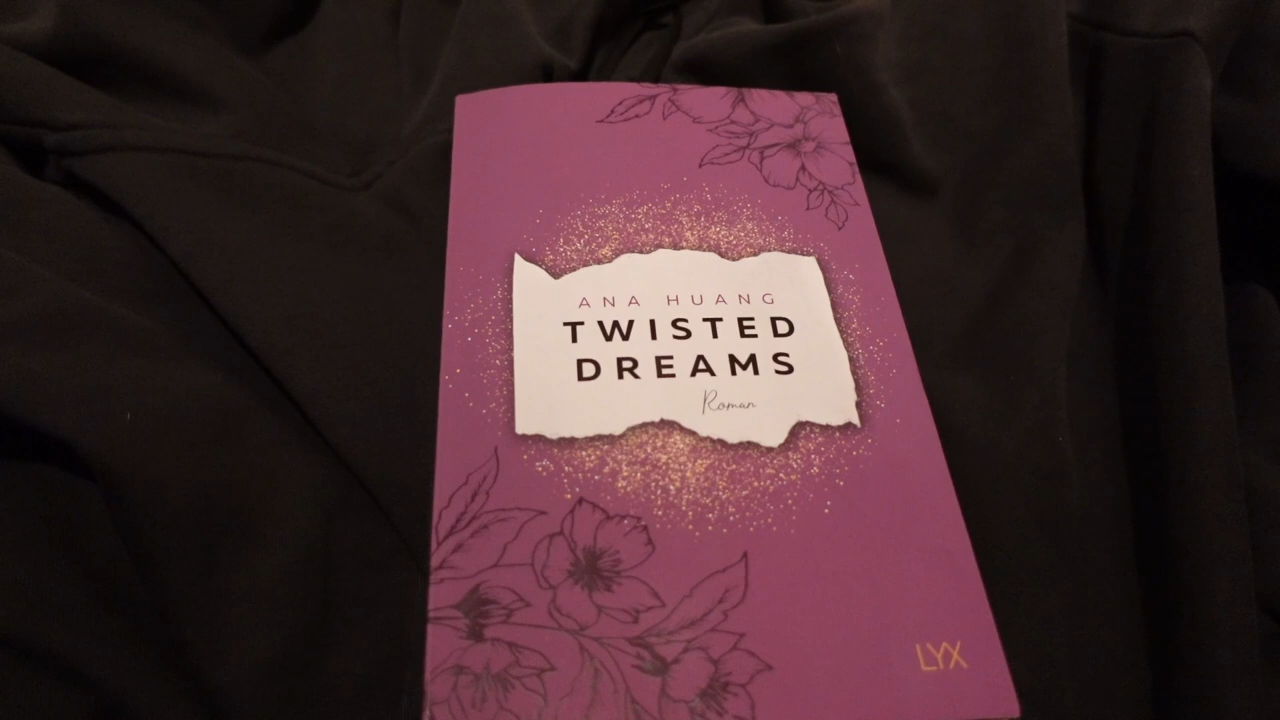 ANA HUANG
TWISTED
DREAMS
Roman
LYX